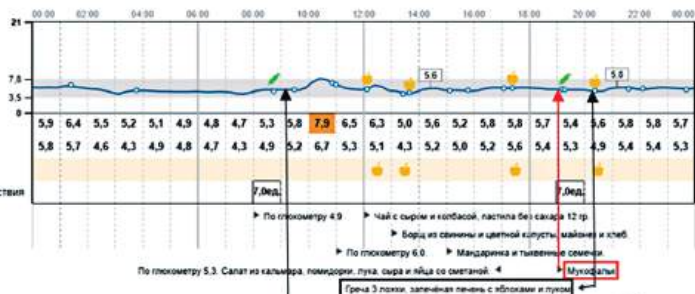 00:00 02:00 04:00 06:00 08:00 10:00 12:00 14:00 16:00 18:00 20:00 22:00 00:00
21
7,8
3,5
0
5.6
5.8
5,9 6,4 5,5 5,2 5,1 4,9 4,8 4,7 5,3 5,8 7,9 6,5 6,3 5,0 5,6 5,2 5,8 5,8 5,7 5,4 5,6 5,8 5,8 5,7
5,8 5,7 4,6 4,3 4,9 4,8 4,7 4,3 4,9 5,2 6,7 5,3 5,1 4,3 5,2 5,0 5,2 5,6 5,4 5,3 4,9 5,4 5,4 5,3
ствия
7,0ед. 7,0ед.
По глюкометру 4,9
Чай с сыром и колбасой, пастила без сахара 12 гр.
Борщ из свинины и цветной капусты, майонез и хлеб.
По глюкометру 6.0.
Мандаринка и тыквенные семечки.
По глюкометру 5,3. Салат из кальмара, помидорки, лука, сыра и яйца со сметаной.
Мукофальк
Греча 3 ложки, запечёная печень с яблоками и луком